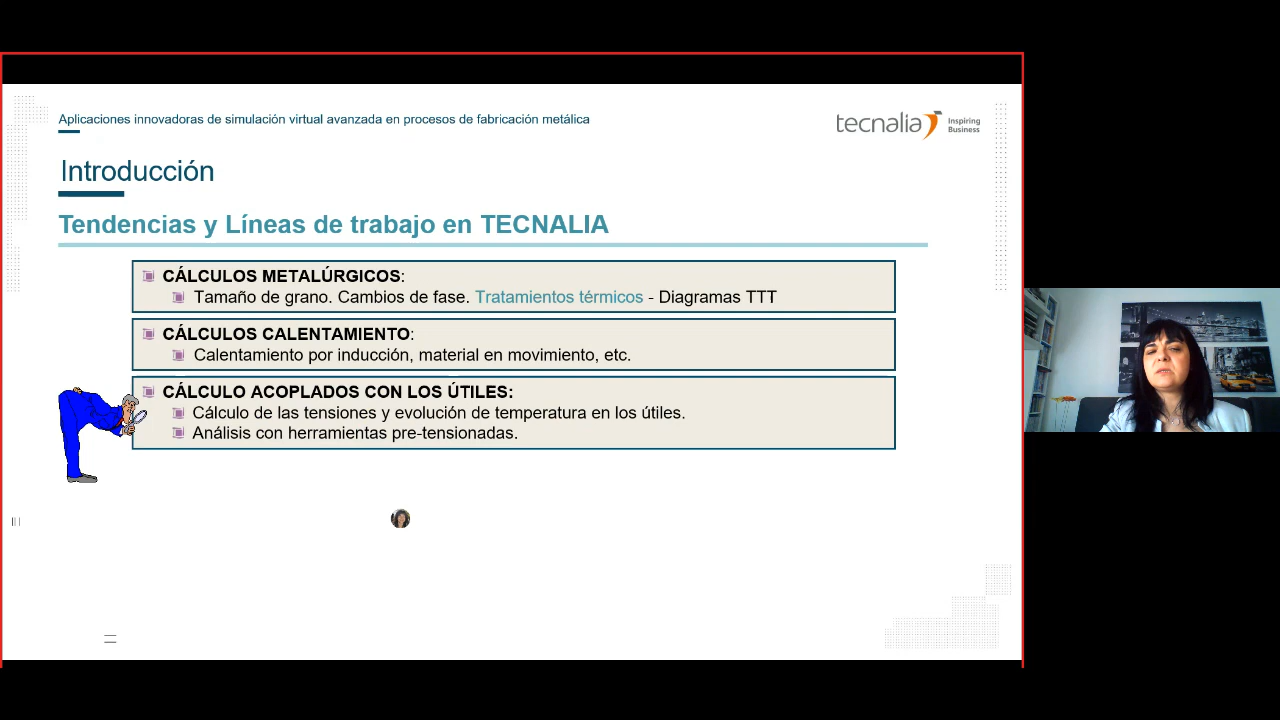 Aplicaciones innovadoras de simulación virtual avanzada en procesos de fabricación metálica
tecnalia Inspiring Business
Introducción
Tendencias y Líneas de trabajo en TECNALIA
CÁLCULOS METALÚRGICOS:
Tamaño de grano. Cambios de fase. Tratamientos térmicos - Diagramas TTT
CÁLCULOS CALENTAMIENTO:
Calentamiento por inducción, material en movimiento, etc.
CÁLCULO ACOPLADOS CON LOS ÚTILES:
Cálculo de las tensiones y evolución de temperatura en los útiles.
Análisis con herramientas pre-tensionadas.